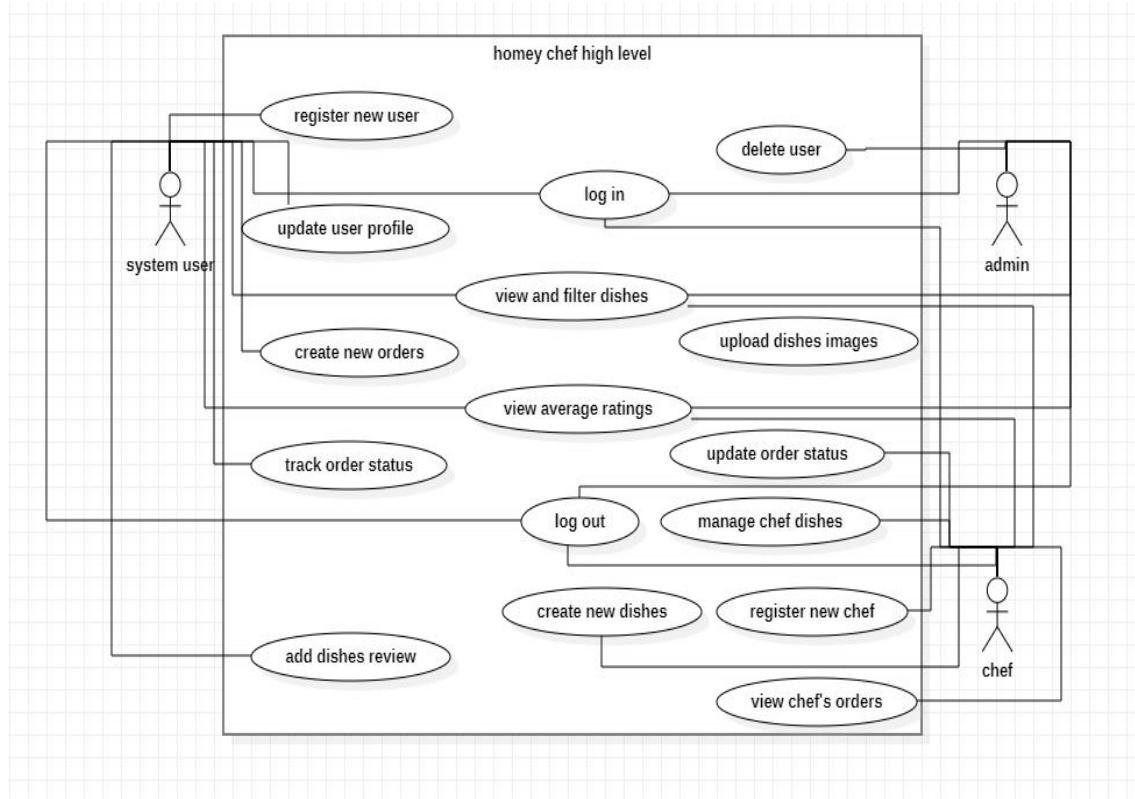 homey chef high level
register new user
delete user
log in
update user profile
system user
admin
view and filter dishes
upload dishes images
create new orders
view average ratings
update order status
track order status
log out
manage chef dishes
create new dishes
register new chef
add dishes review
chef
view chef's orders